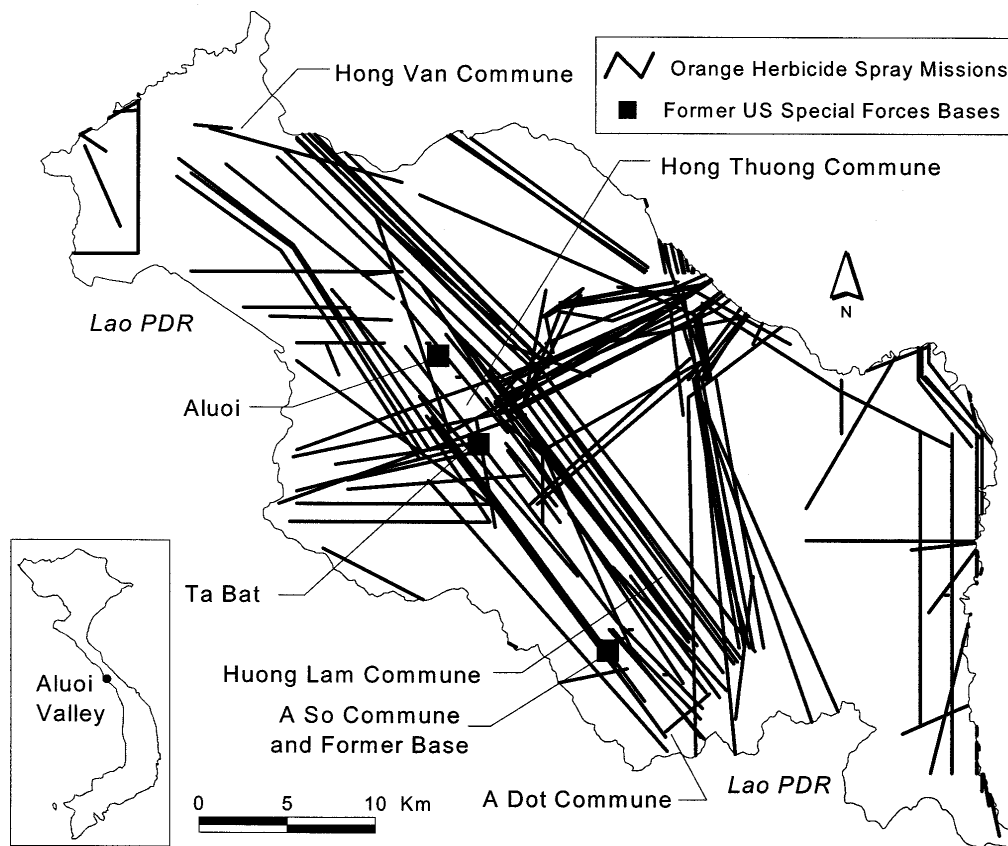 Hong Van Commune
Orange Herbicide Spray Missions
Former US Special Forces Bases
Hong Thuong Commune
N
Lao PDR
Aluoi
Ta Bat
Aluoi
Valley
Huong Lam Commune
A So Commune
and Former Base
A Dot Commune
Lao PDR
0 5 10 Km